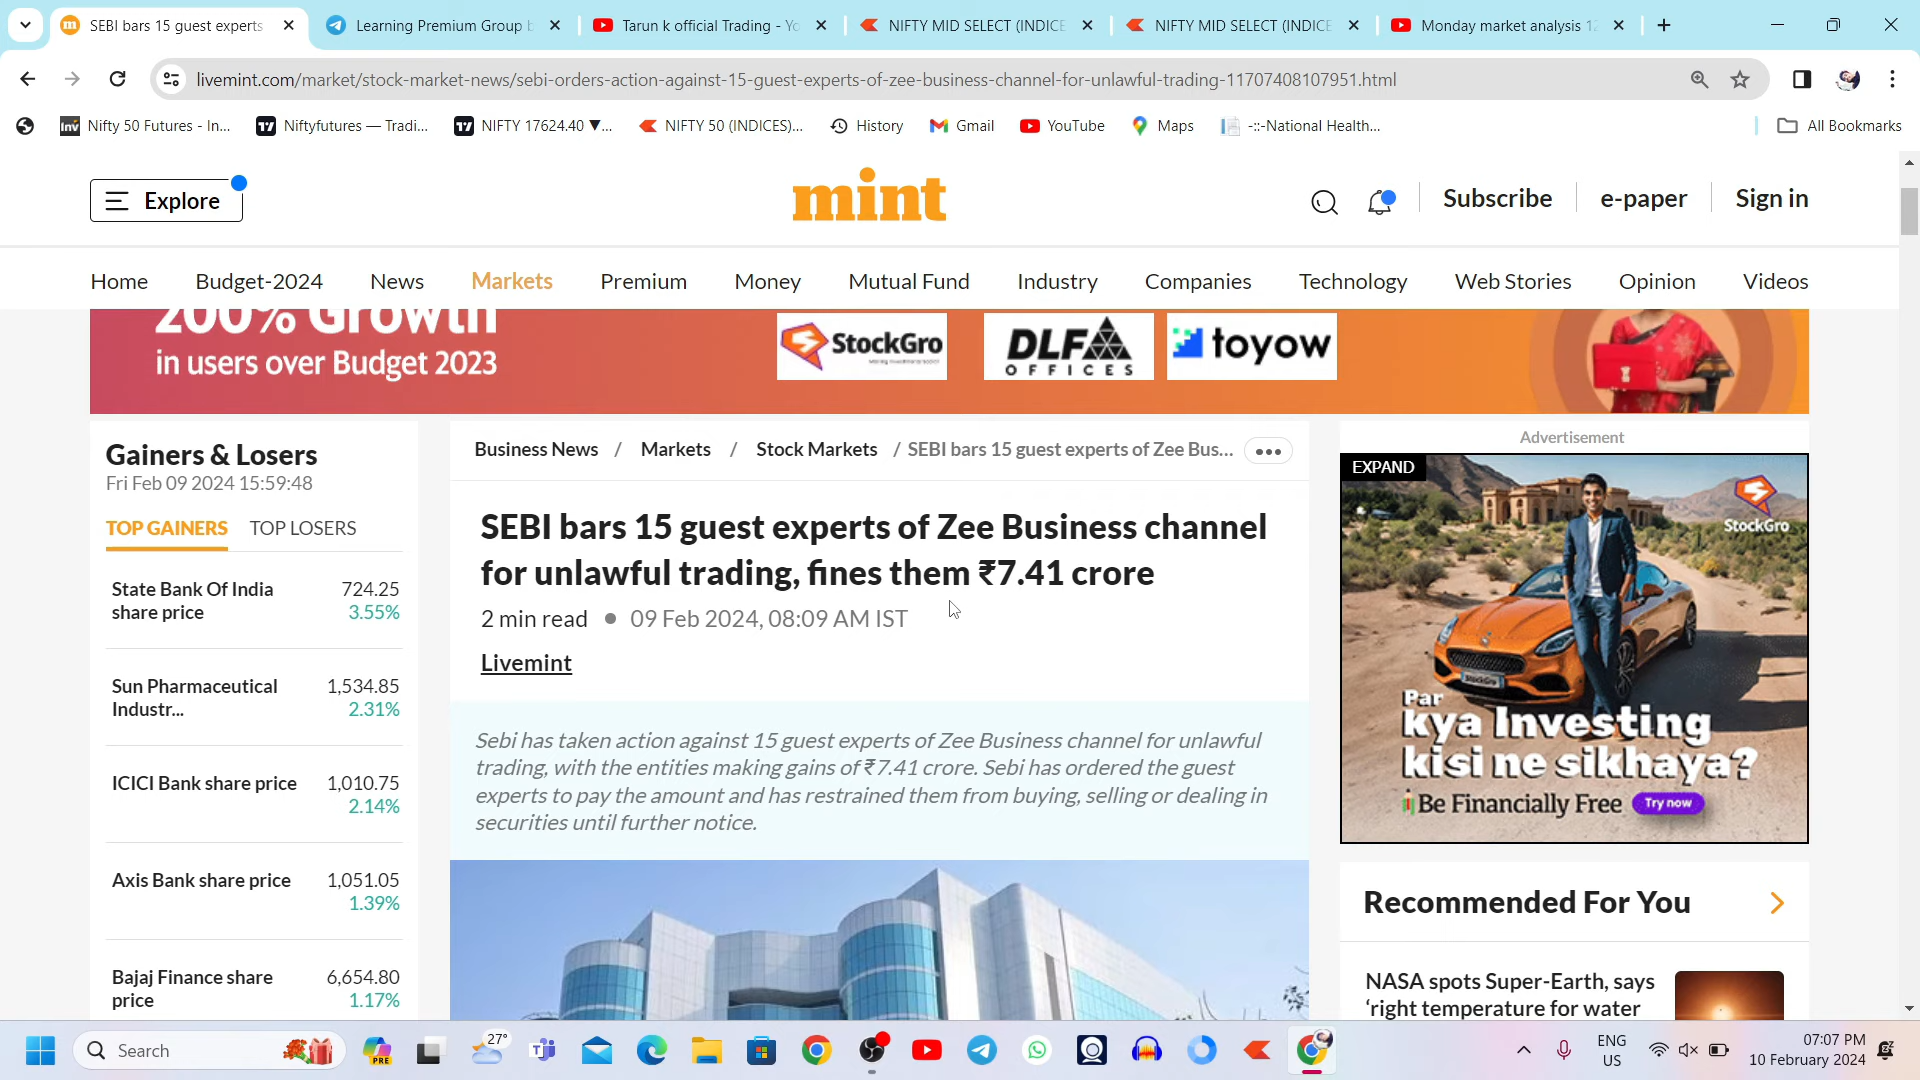 SEBI bars 15 guest experts
Learning Premium Group b
Tarun k official Trading - Yo
NIFTY MID SELECT (INDICE
NIFTY MID SELECT (INDICE
Monday market analysis 12
livemint.com/market/stock-market-news/sebi-orders-action-against-15-guest-experts-of-zee-business-channel-for-unlawful-trading-11707408107951.html
Nifty 50 Futures - In...
Niftyfutures — Tradi...
NIFTY 17624.40 ▼...
NIFTY 50 (INDICES)...
History
Gmail
YouTube
Maps
-::-National Health...
All Bookmarks
Explore
mint
Subscribe
e-paper
Sign in
Home
Budget-2024
News
Markets
Premium
Money
Mutual Fund
Industry
Companies
Technology
Web Stories
Opinion
Videos
200% Growth
in users over Budget 2023
StockGro
DLF
OFFICES
toyow
Gainers & Losers
Fri Feb 09 2024 15:59:48
TOP GAINERS TOP LOSERS
State Bank Of India share price 724.25
3.55%
Sun Pharmaceutical Industr... 1,534.85
2.31%
ICICI Bank share price 1,010.75
2.14%
Axis Bank share price 1,051.05
1.39%
Bajaj Finance share price 6,654.80
1.17%
Business News / Markets / Stock Markets / SEBI bars 15 guest experts of Zee Bus...
SEBI bars 15 guest experts of Zee Business channel
for unlawful trading, fines them ₹7.41 crore
2 min read • 09 Feb 2024, 08:09 AM IST
Livemint
Sebi has taken action against 15 guest experts of Zee Business channel for unlawful
trading, with the entities making gains of ₹7.41 crore. Sebi has ordered the guest
experts to pay the amount and has restrained them from buying, selling or dealing in
securities until further notice.
Advertisement
EXPAND
StockGro
StockGro
Par
kya Investing
kisi ne sikhaya?
Be Financially Free Try now
Recommended For You
NASA spots Super-Earth, says
‘right temperature for water
Search
PRE
27°
ENG
US
07:07 PM
10 February 2024